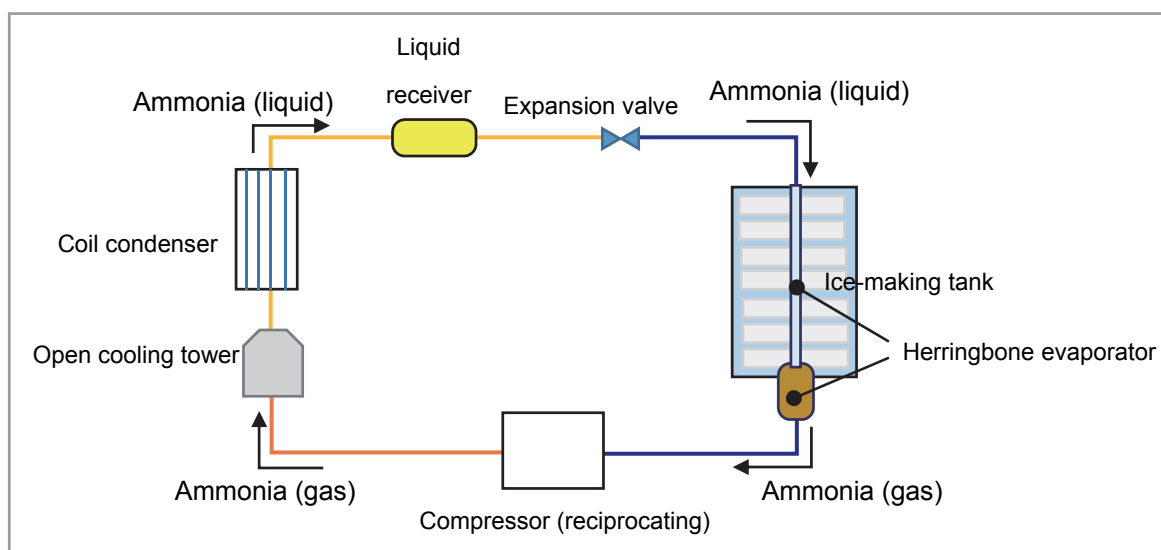 Liquid
receiver
Ammonia (liquid)
Expansion valve
Ammonia (liquid)
Coil condenser
Ice-making tank
Open cooling tower
Herringbone evaporator
Ammonia (gas)
Ammonia (gas)
Compressor (reciprocating)